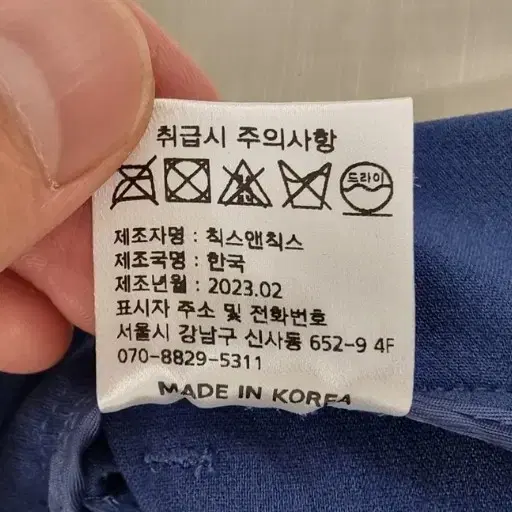 취급시 주의사항
드라이
제조자명 : 칙스앤칙스
제조국명 : 한국
제조년월 : 2023.02
표시자 주소 및 전화번호
서울시 강남구 신사동 652-9 4F
070-8829-5311
MADE IN KOREA